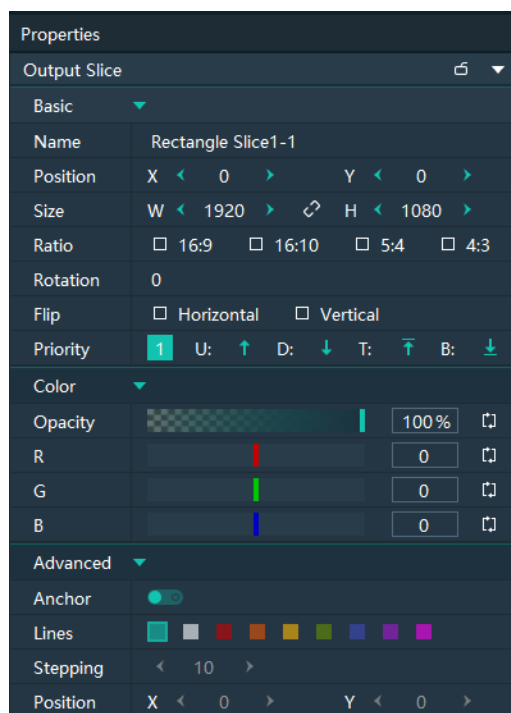 Properties
Output Slice
Basic
Name Rectangle Slice1-1
Position X 0 Y 0
Size W 1920 H 1080
Ratio 16:9 16:10 5:4 4:3
Rotation 0
Flip Horizontal Vertical
Priority 1 U: D: T: B:
Color
Opacity 100%
R 0
G 0
B 0
Advanced
Anchor
Lines
Stepping 10
Position X 0 Y 0